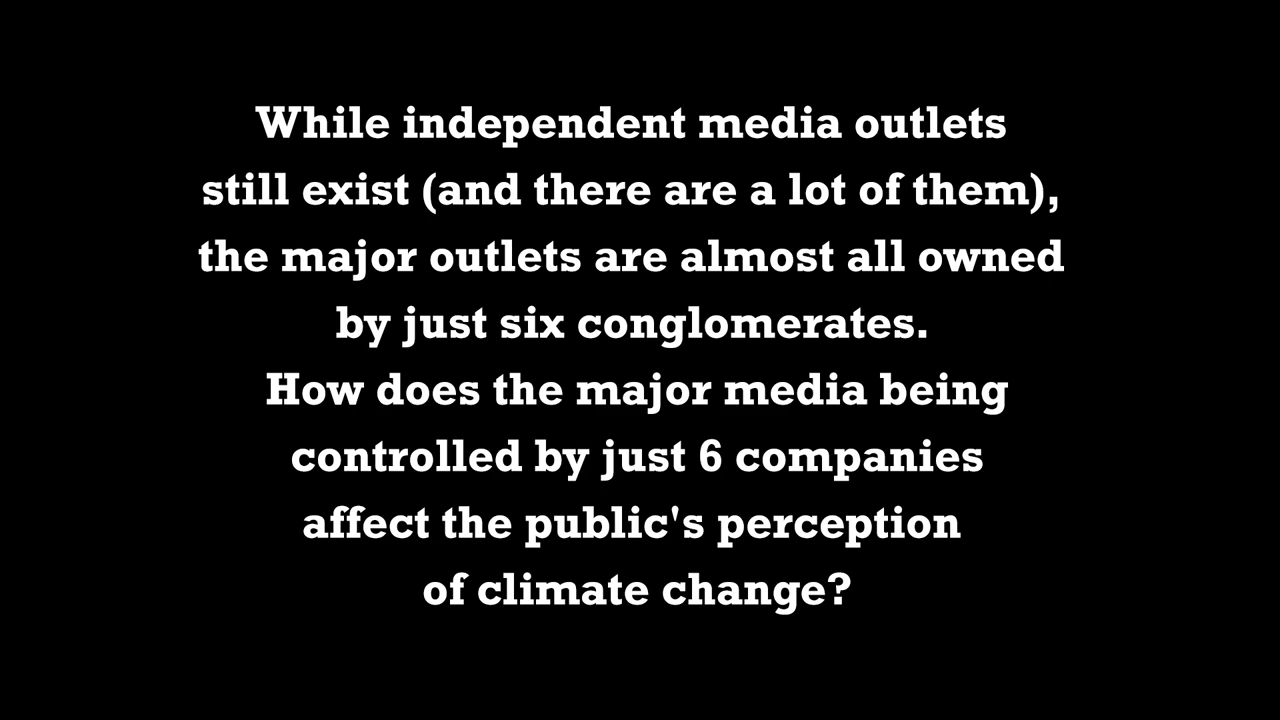 While independent media outlets
still exist (and there are a lot of them),
the major outlets are almost all owned
by just six conglomerates.
How does the major media being
controlled by just 6 companies
affect the public's perception
of climate change?